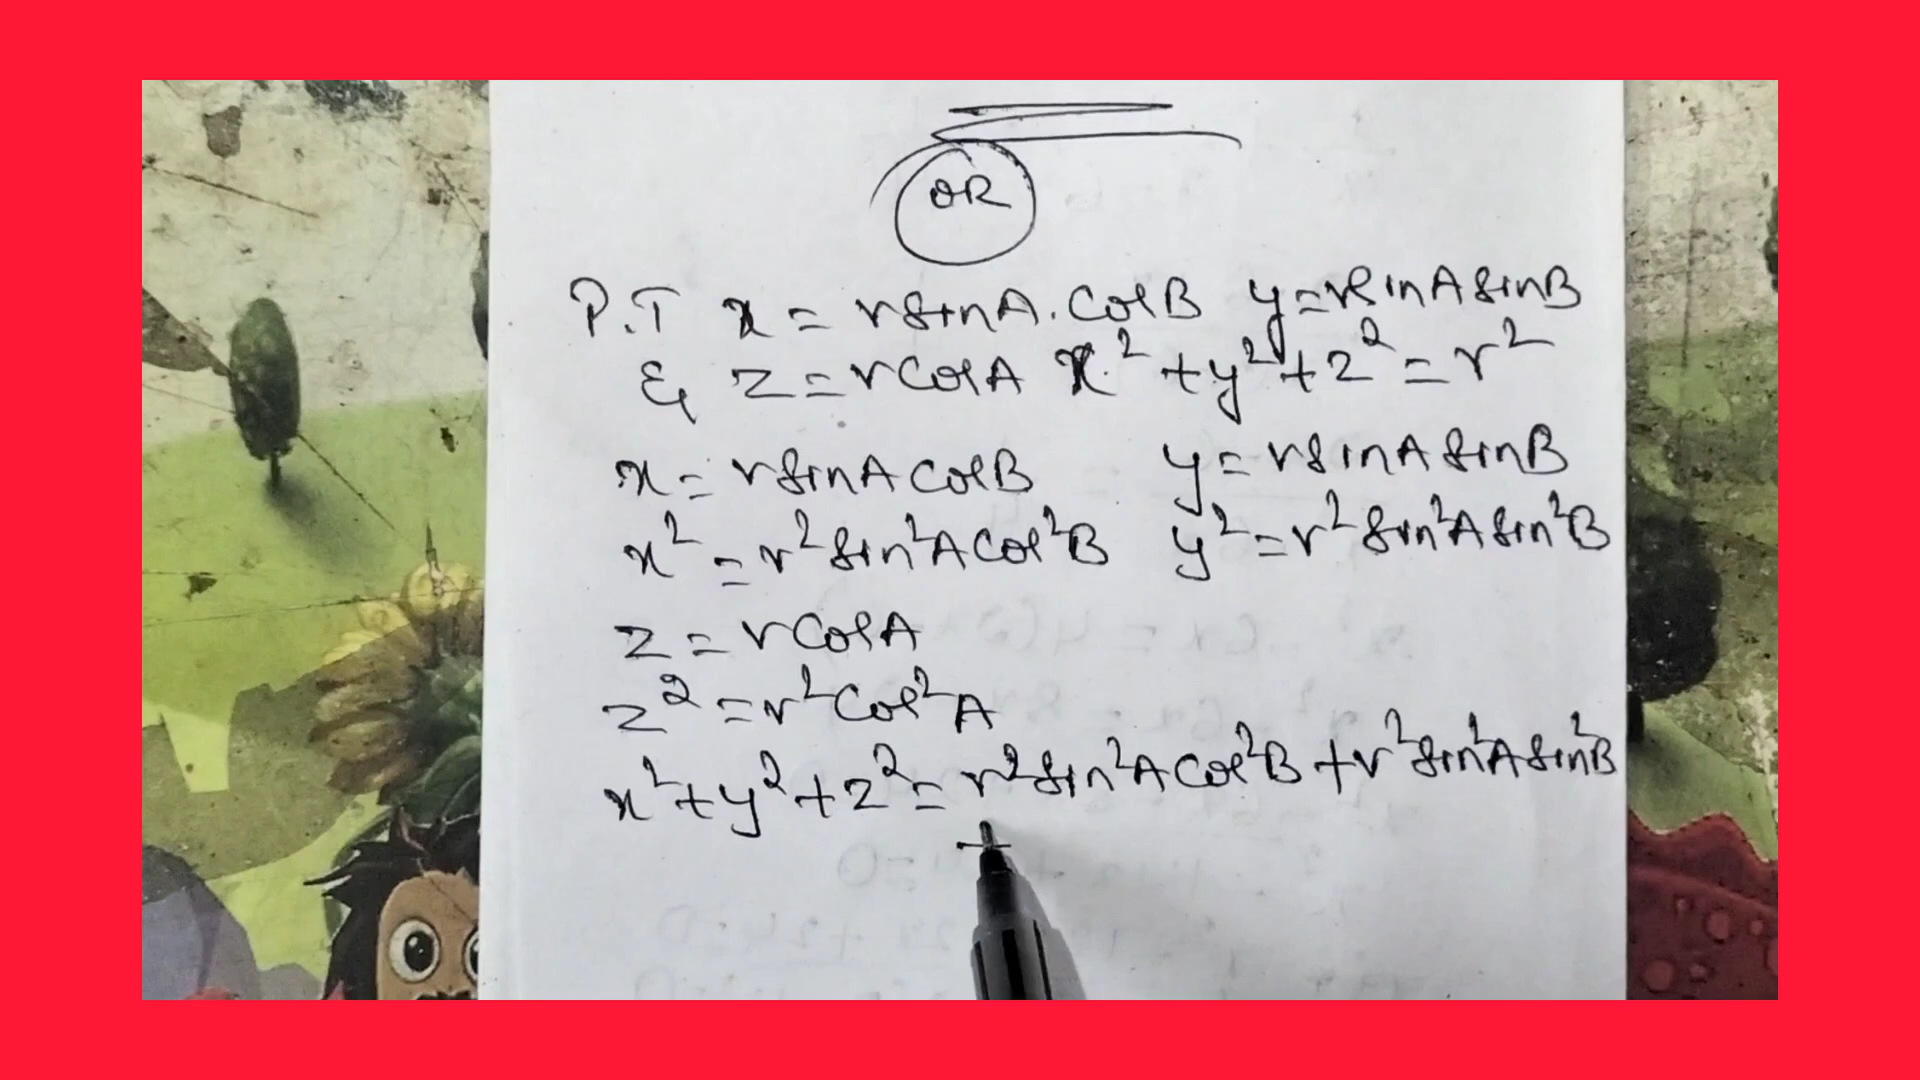 OR
P.T x = r sinA . cosB y = r sinA sinB
& z = r cosA x² + y² + z² = r²
x = r sinA cosB y = r sinA sinB
x² = r² sin²A cos²B y² = r² sin²A sin²B
z = r cosA
z² = r² cos²A
x² + y² + z² = r² sin²A cos²B + r² sin²A sin²B
+